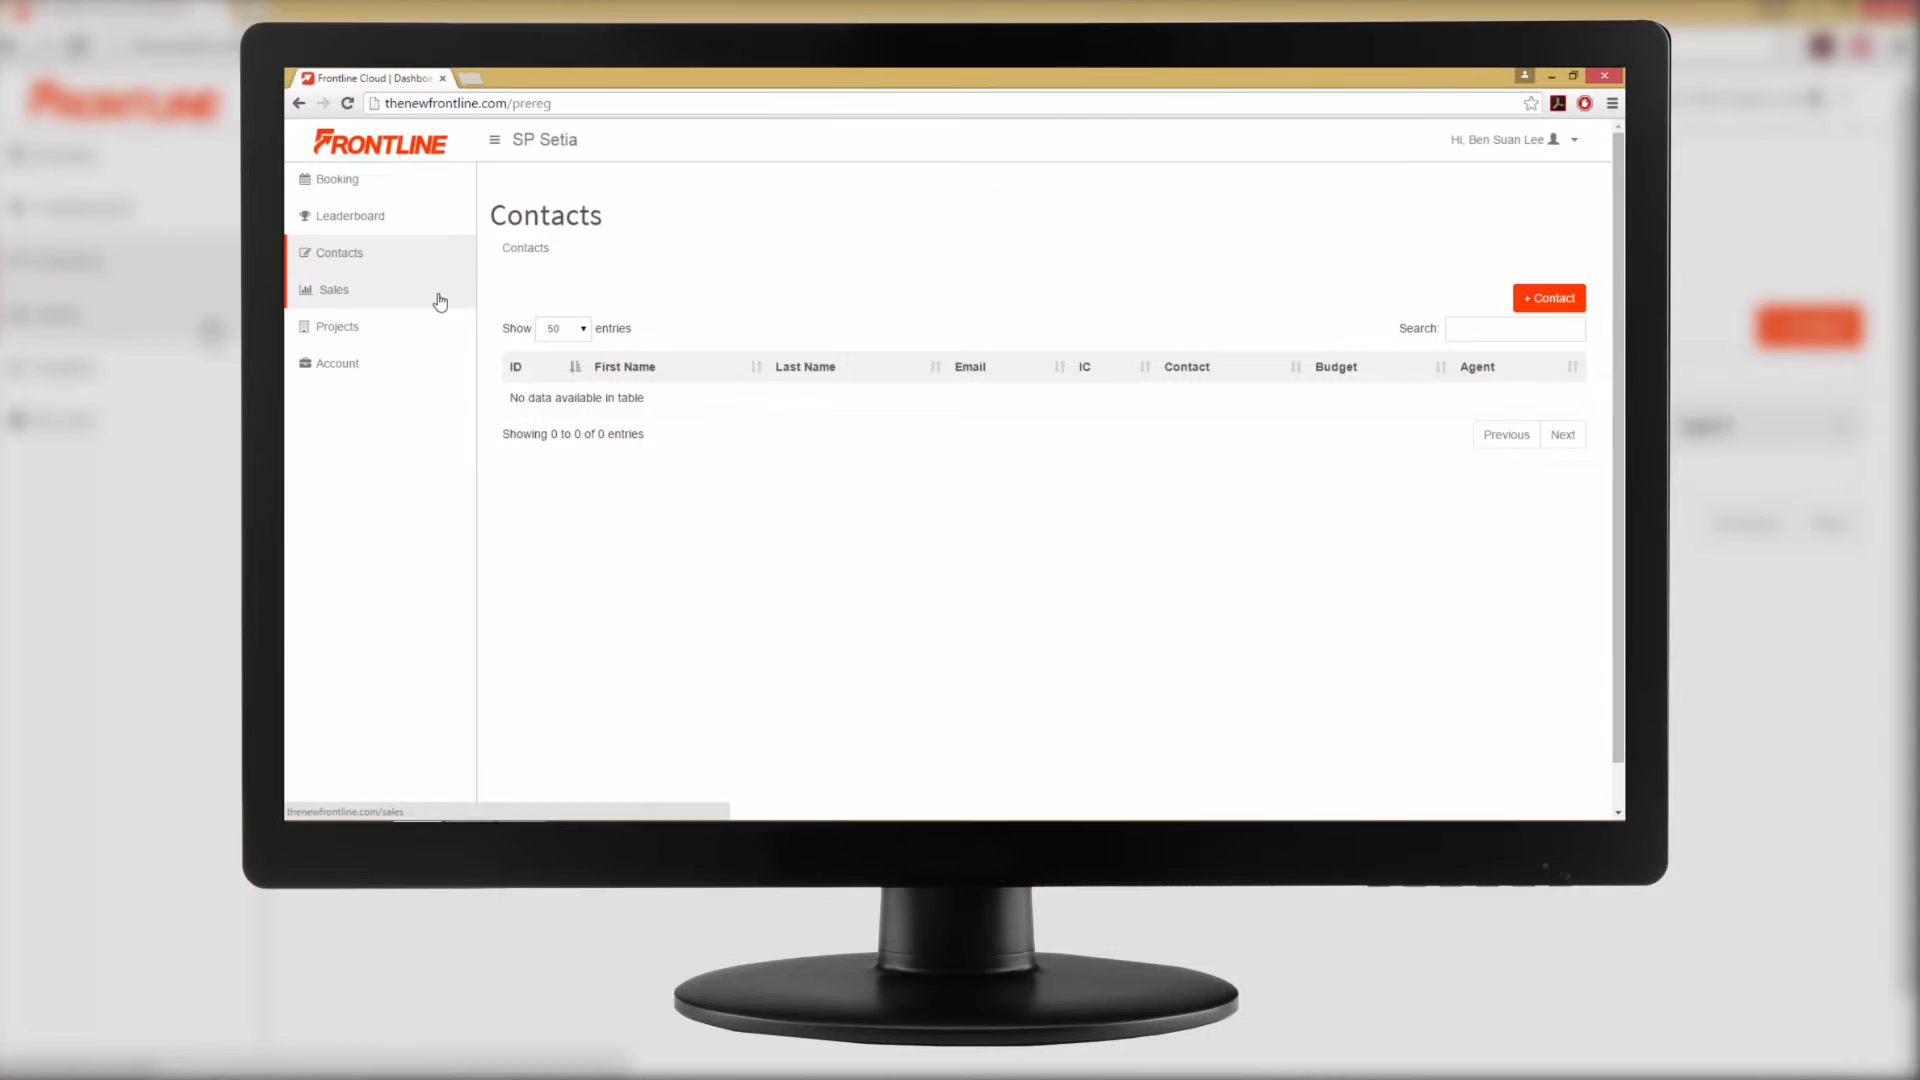 Frontline Cloud | Dashboa
thenewfrontline.com/prereg
FRONTLINE
SP Setia
Hi, Ben Suan Lee
Booking
Leaderboard
Contacts
Sales
Projects
Account
Contacts
Contacts
+ Contact
Show 50 entries
Search:
ID First Name Last Name Email IC Contact Budget Agent
No data available in table
Showing 0 to 0 of 0 entries
Previous Next
thenewfrontline.com/sales
FRONTLINE